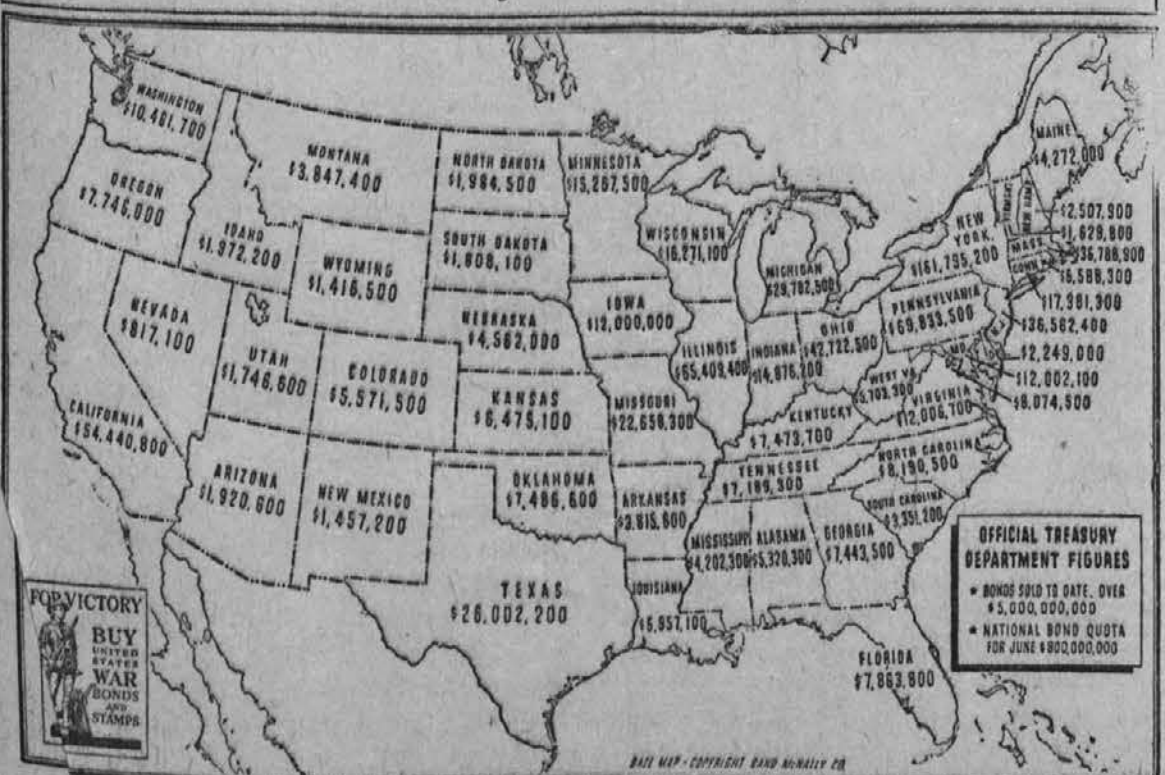 WASHINGTON
$10,461,700
OREGON
$7,746,000
CALIFORNIA
$54,440,800
NEVADA
$817,100
IDAHO
$1,972,200
MONTANA
$3,847,400
WYOMING
$1,416,500
UTAH
$1,746,600
COLORADO
$5,571,500
ARIZONA
$1,920,600
NEW MEXICO
$1,457,200
NORTH DAKOTA
$1,984,500
SOUTH DAKOTA
$1,808,100
NEBRASKA
$4,562,000
KANSAS
$6,475,100
OKLAHOMA
$7,486,600
TEXAS
$26,002,200
MINNESOTA
$15,267,500
IOWA
$12,000,000
MISSOURI
$22,658,300
ARKANSAS
$3,815,600
LOUISIANA
$6,957,100
WISCONSIN
$16,271,100
ILLINOIS
$65,409,400
MICHIGAN
$29,702,500
INDIANA
$14,876,200
OHIO
$42,722,500
KENTUCKY
$7,473,700
TENNESSEE
$7,189,300
MISSISSIPPI
$4,202,300
ALABAMA
$5,320,300
GEORGIA
$7,443,500
FLORIDA
$7,863,800
SOUTH CAROLINA
$3,351,200
NORTH CAROLINA
$8,190,500
VIRGINIA
$12,006,700
WEST VA.
$5,703,300
PENNSYLVANIA
$69,833,500
NEW
YORK.
$161,795,200
MAINE
$4,272,000
VERMONT
NEW HAMP.
MASS.
CONN.
R.I.
N.J.
MD.
$2,507,900
$1,629,800
$36,788,900
$6,588,300
$17,381,300
$36,562,400
$2,249,000
$12,002,100
$8,074,500
OFFICIAL TREASURY
DEPARTMENT FIGURES
★ BONDS SOLD TO DATE, OVER
$5,000,000,000
★ NATIONAL BOND QUOTA
FOR JUNE $800,000,000
FOR VICTORY
BUY
UNITED
STATES
WAR
BONDS
AND
STAMPS
BASE MAP - COPYRIGHT RAND McNALLY CO.